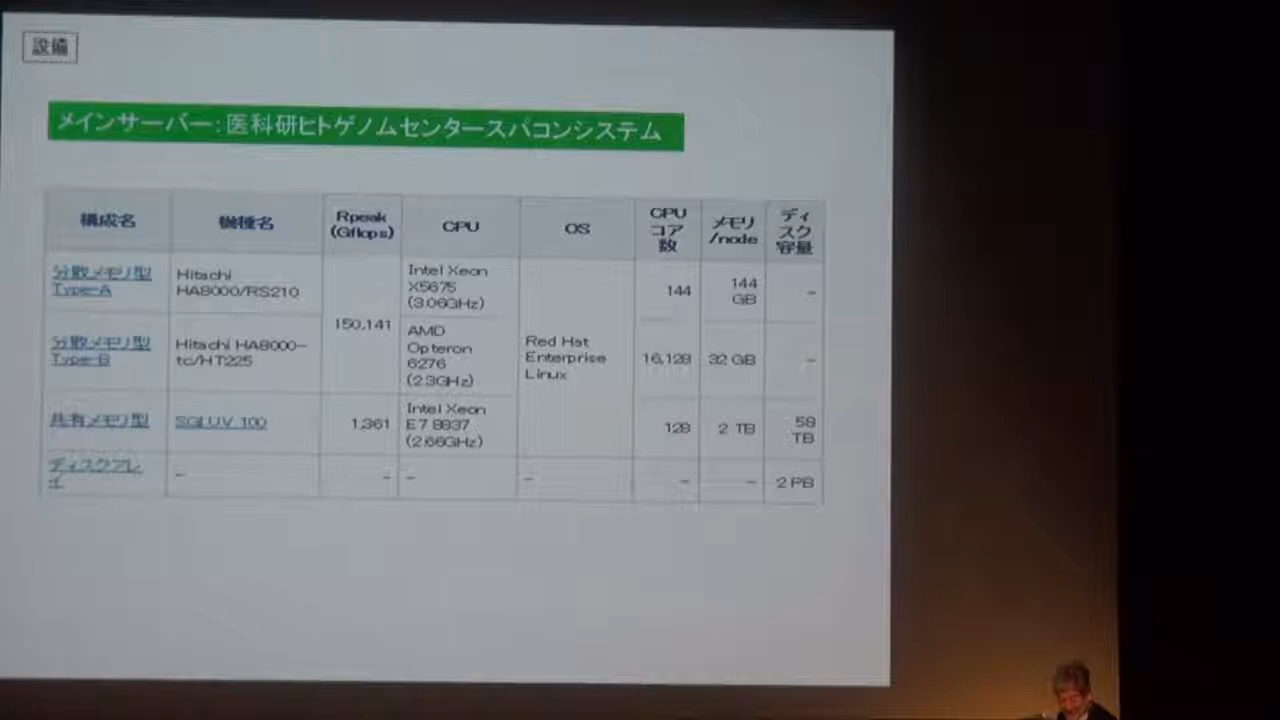 設備
メインサーバー：医科研ヒトゲノムセンタースパコンシステム
構成名 機種名 Rpeak (Gflops) CPU OS CPU コア 数 メモリ /node ディ スク 容量
分散メモリ型
Type-A
Hitachi
HA8000/RS210
150,141
Intel Xeon
X5675
(3.06GHz)
Red Hat
Enterprise
Linux
144
144
GB
-
分散メモリ型
Type-B
Hitachi HA8000-
tc/HT225
AMD
Opteron
6276
(2.3GHz)
16,128
32 GB
-
共有メモリ型
SGI UV 100
1,361
Intel Xeon
E7 8837
(2.66GHz)
128
2 TB
58
TB
ディスクアレ
イ
-
-
-
-
-
-
2 PB